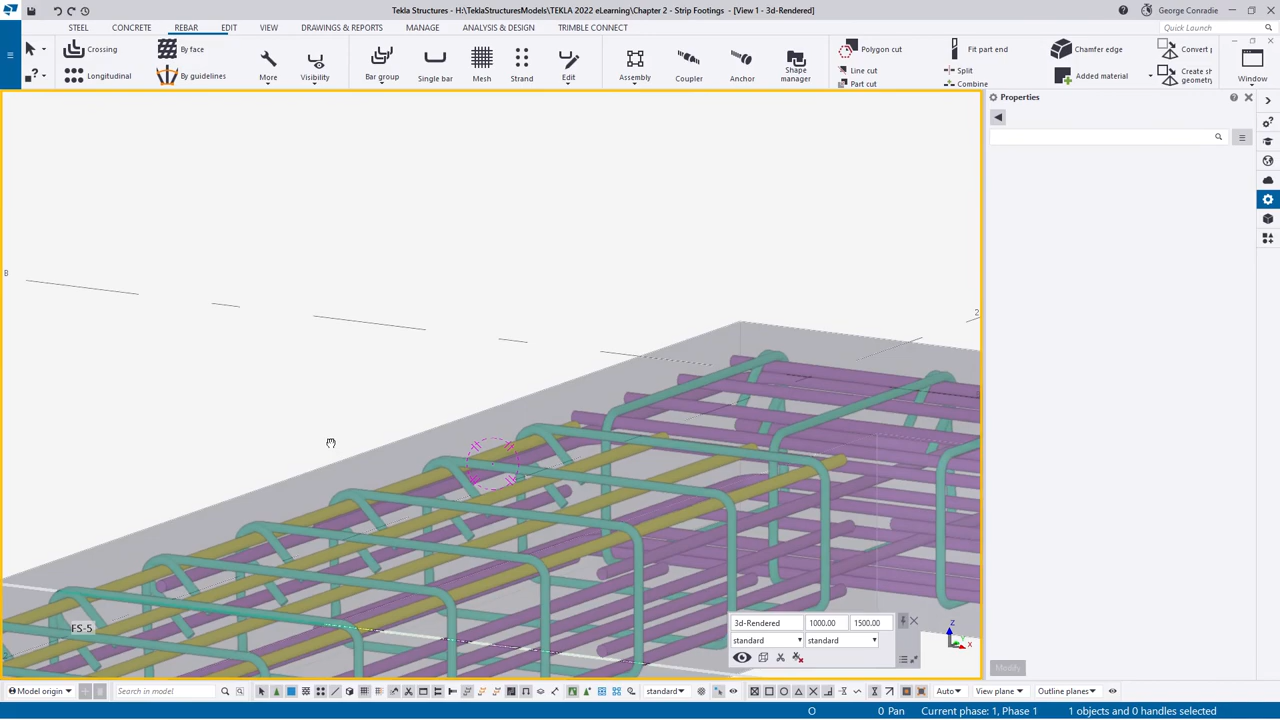 Tekla Structures - H:\TeklaStructuresModels\TEKLA 2022 eLearning\Chapter 2 - Strip Footings - [View 1 - 3d-Rendered]
George Conradie
STEEL
CONCRETE
REBAR
EDIT
VIEW
DRAWINGS & REPORTS
MANAGE
ANALYSIS & DESIGN
TRIMBLE CONNECT
Quick Launch
Crossing
Longitudinal
By face
By guidelines
More
Visibility
Bar group
Single bar
Mesh
Strand
Edit
Assembly
Coupler
Anchor
Shape
manager
Polygon cut
Line cut
Part cut
Fit part end
Split
Combine
Chamfer edge
Added material
Convert
Create sh
geometry
Window
Properties
B
2
FS-5
3d-Rendered
1000.00
1500.00
standard
standard
z
x
Modify
Model origin
Search in model
standard
Auto
View plane
Outline planes
O
0 Pan
Current phase: 1, Phase 1
1 objects and 0 handles selected